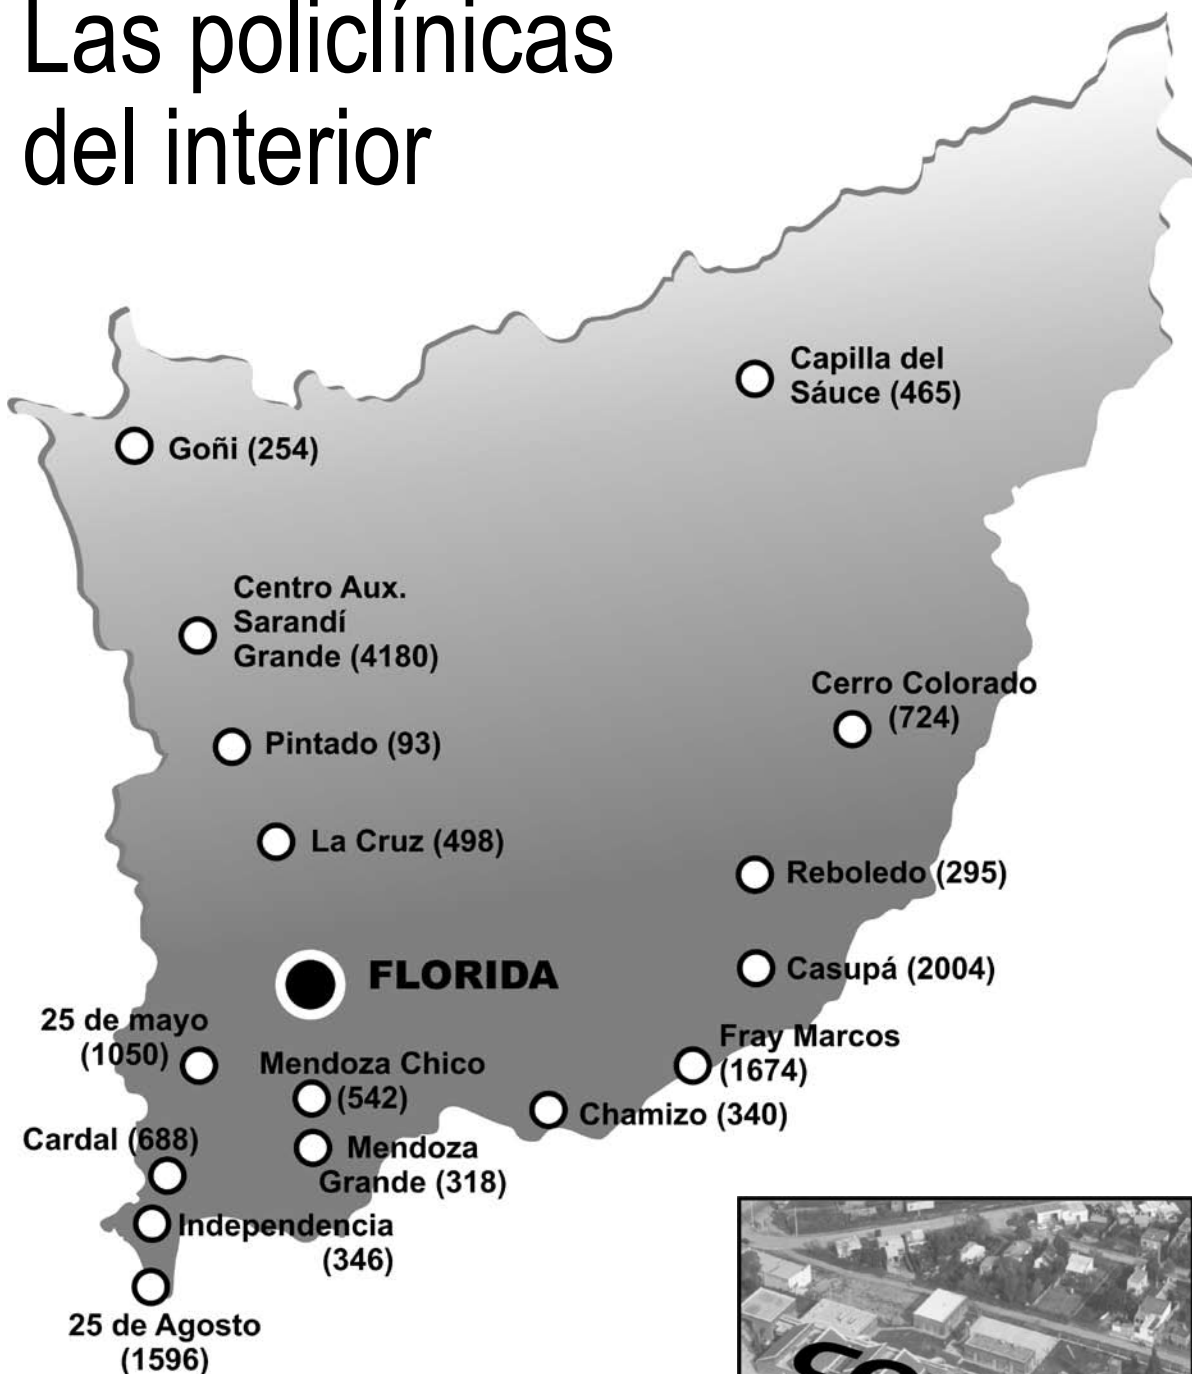 Las policlínicas
del interior
Capilla del
Sáuce (465)
Goñi (254)
Centro Aux.
Sarandí
Grande (4180)
Cerro Colorado
(724)
Pintado (93)
La Cruz (498)
Reboledo (295)
FLORIDA
Casupá (2004)
25 de mayo
(1050)
Fray Marcos
(1674)
Mendoza Chico
(542)
Chamizo (340)
Cardal (688)
Mendoza
Grande (318)
Independencia
(346)
25 de Agosto
(1596)